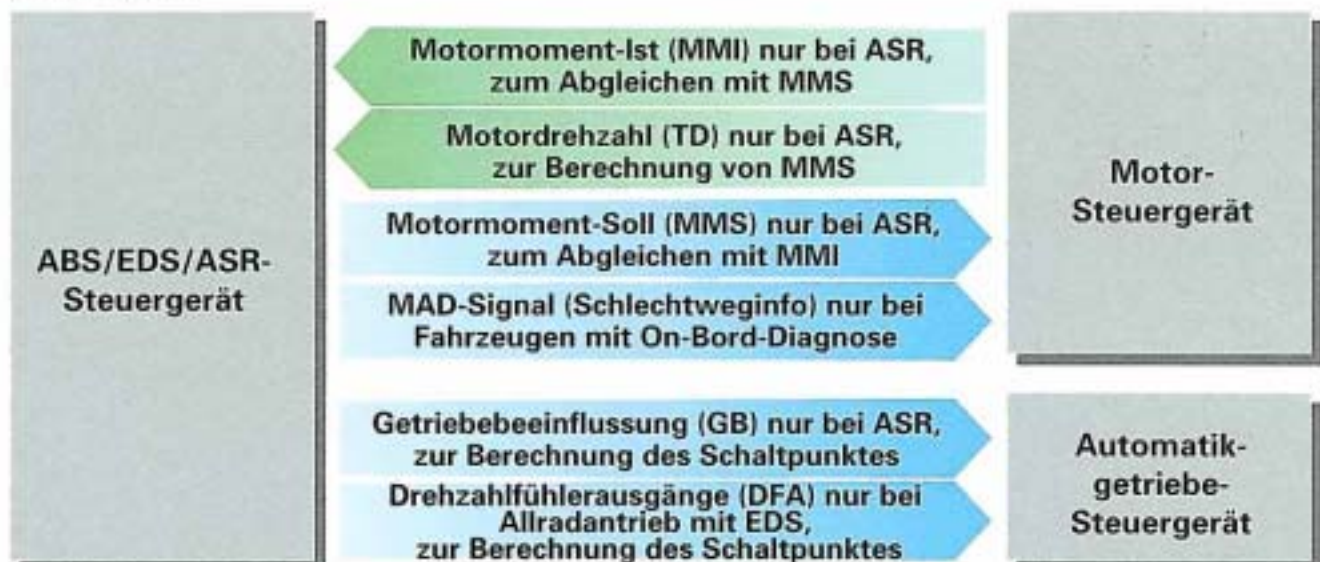 ABS/EDS/ASR-
Steuergerät
Motormoment-Ist (MMI) nur bei ASR,
zum Abgleichen mit MMS
Motordrehzahl (TD) nur bei ASR,
zur Berechnung von MMS
Motormoment-Soll (MMS) nur bei ASR,
zum Abgleichen mit MMI
MAD-Signal (Schlechtweginfo) nur bei
Fahrzeugen mit On-Bord-Diagnose
Motor-
Steuergerät
Getriebebeeinflussung (GB) nur bei ASR,
zur Berechnung des Schaltpunktes
Drehzahlfühlerausgänge (DFA) nur bei
Allradantrieb mit EDS,
zur Berechnung des Schaltpunktes
Automatik-
getriebe-
Steuergerät